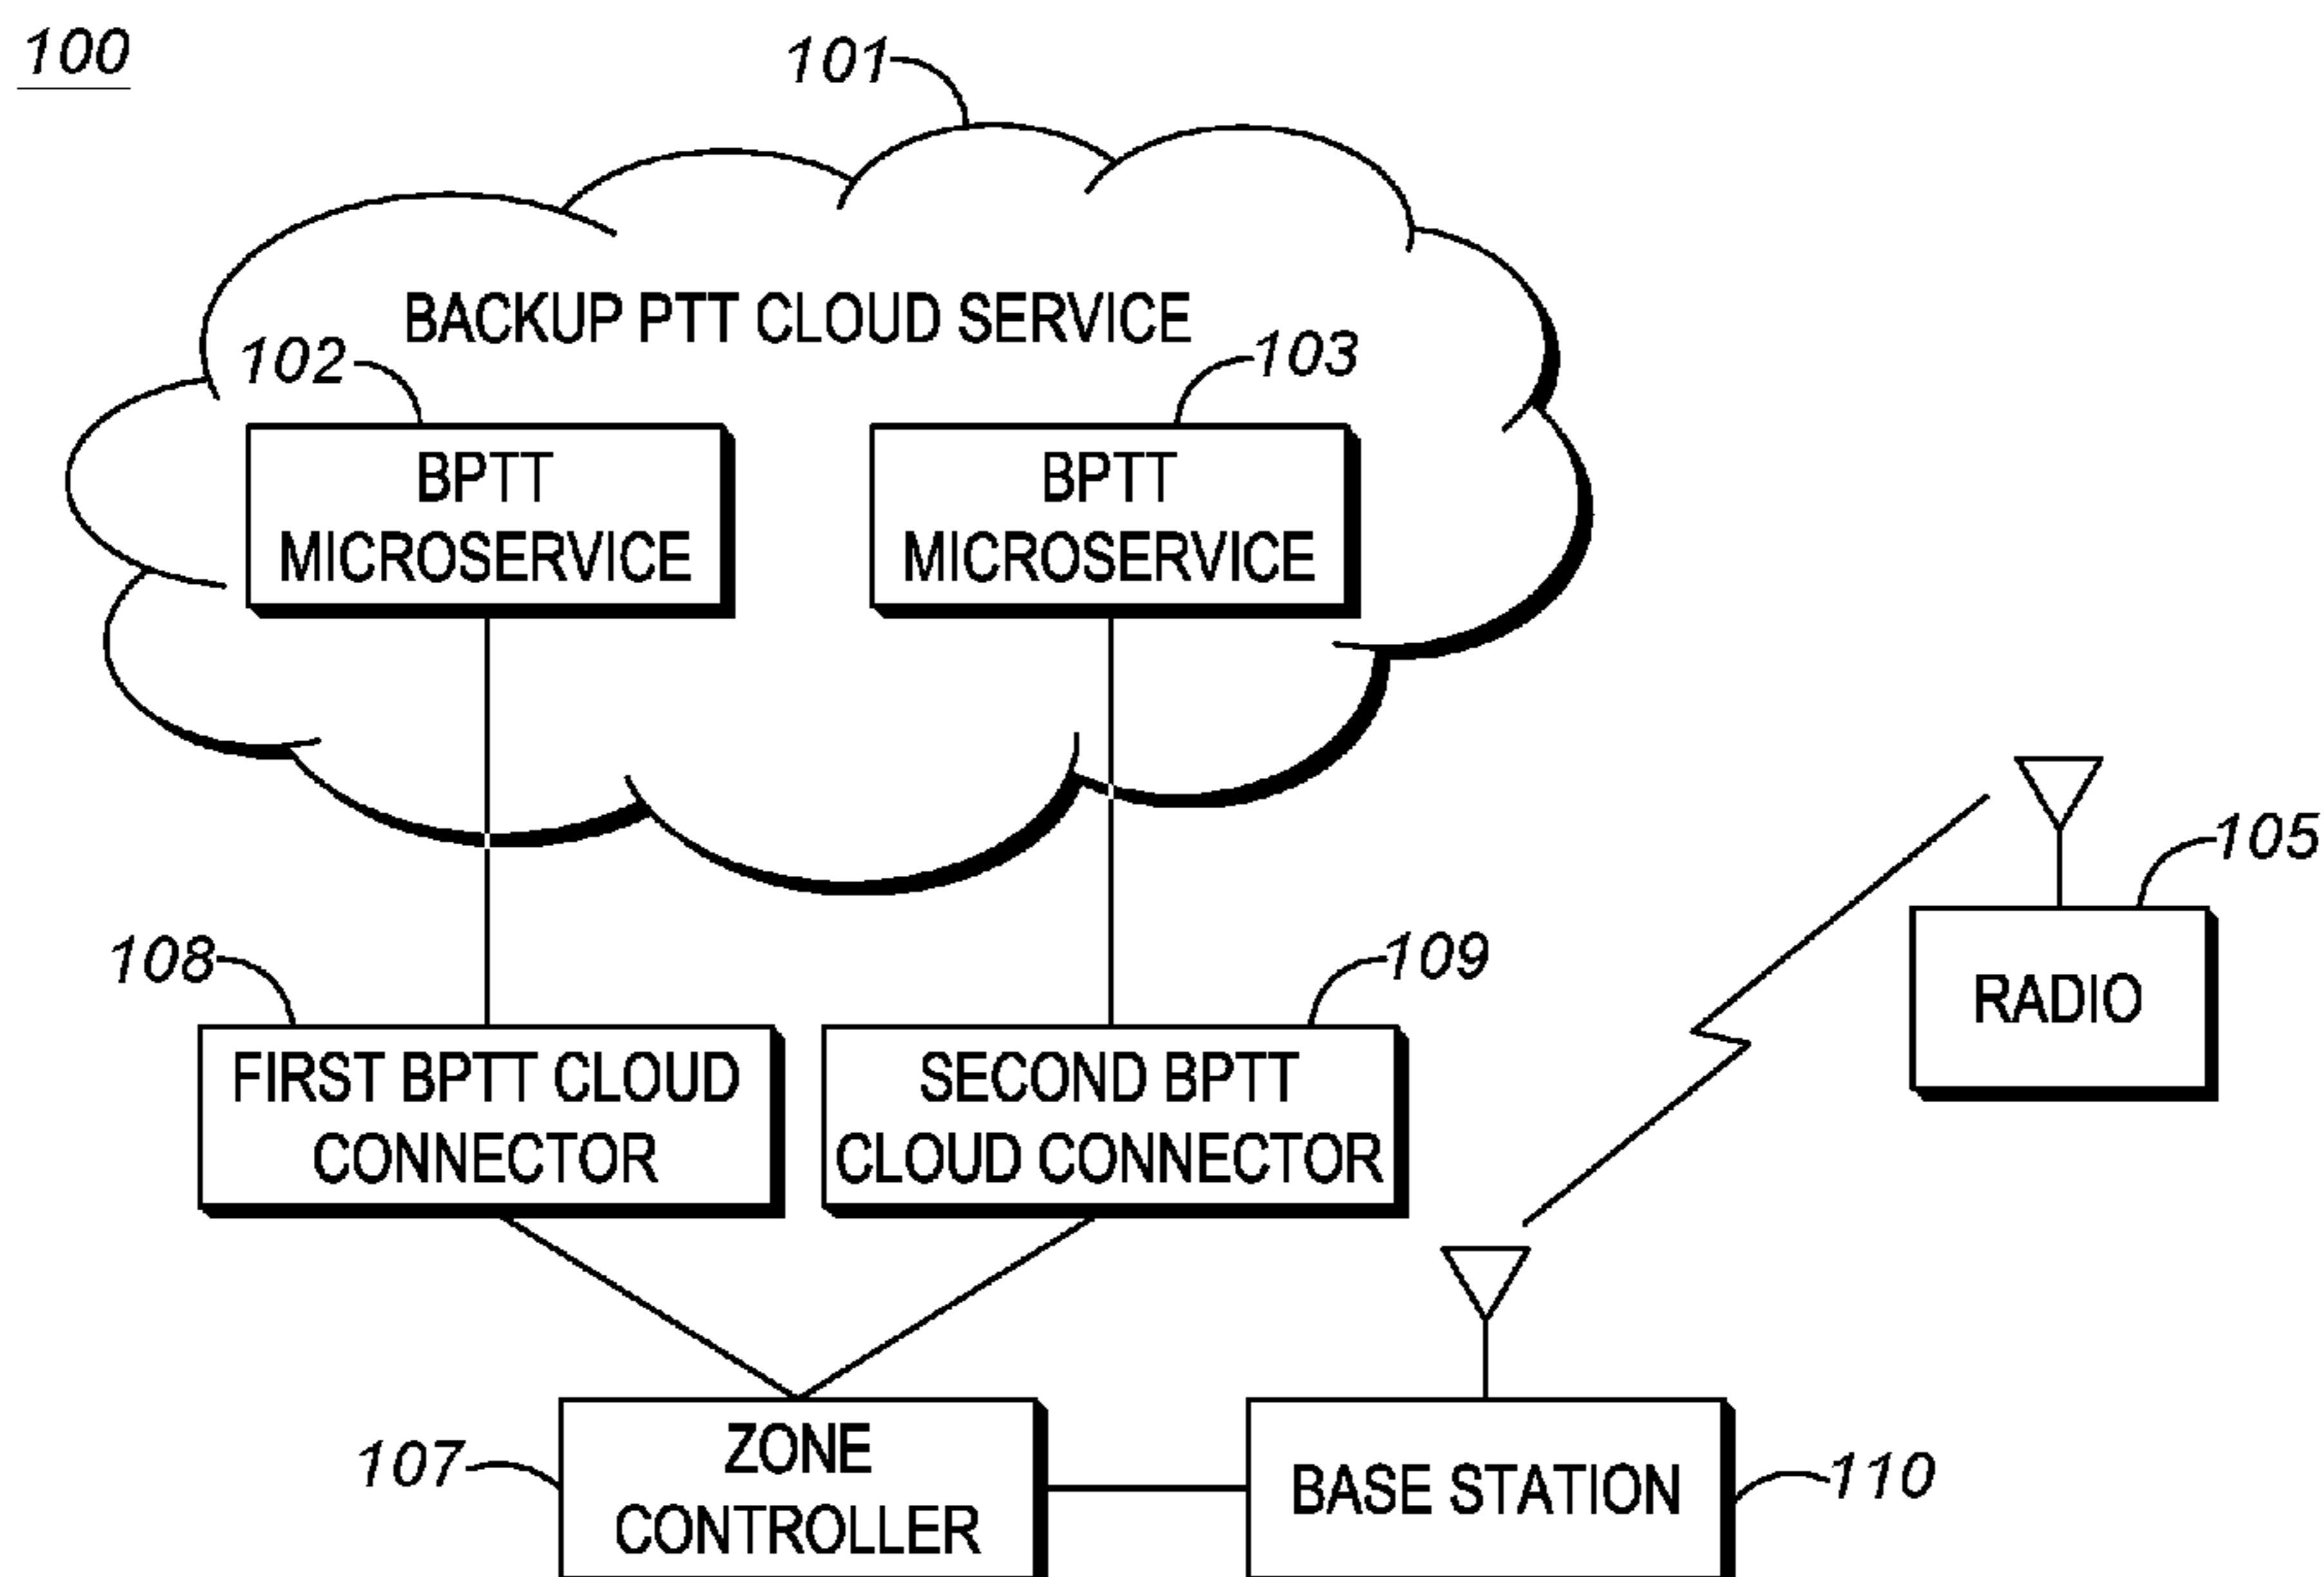 100
101
BACKUP PTT CLOUD SERVICE
102
103
BPTT
MICROSERVICE
BPTT
MICROSERVICE
105
RADIO
108
109
FIRST BPTT CLOUD
CONNECTOR
SECOND BPTT
CLOUD CONNECTOR
107
ZONE
CONTROLLER
BASE STATION
110